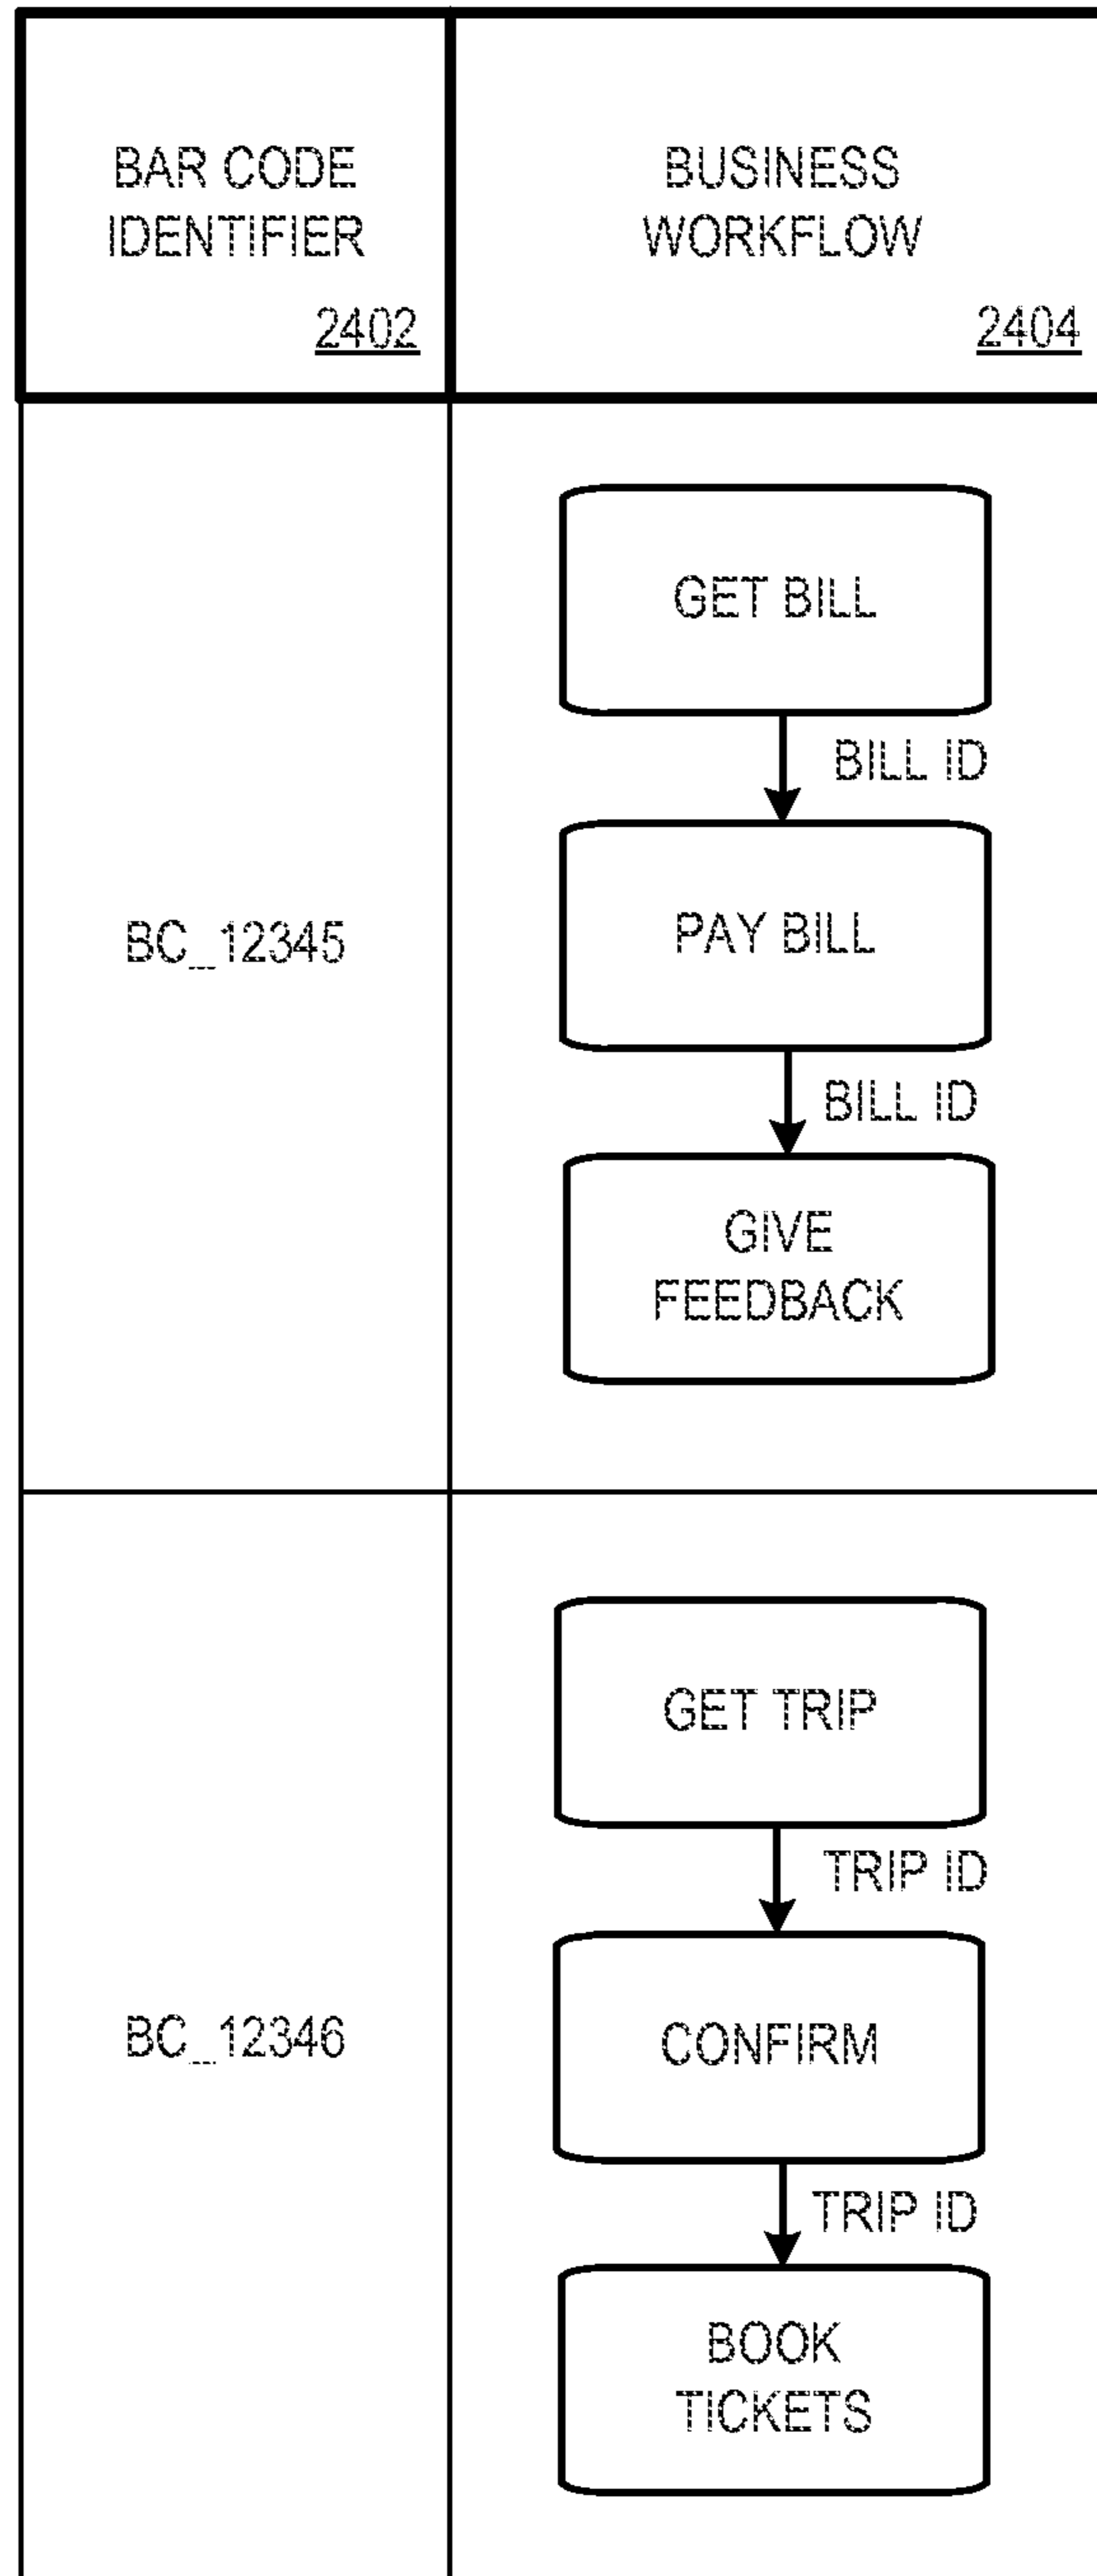 BAR CODE
IDENTIFIER
2402
BUSINESS
WORKFLOW
2404
BC_12345
GET BILL
BILL ID
PAY BILL
BILL ID
GIVE
FEEDBACK
BC_12346
GET TRIP
TRIP ID
CONFIRM
TRIP ID
BOOK
TICKETS